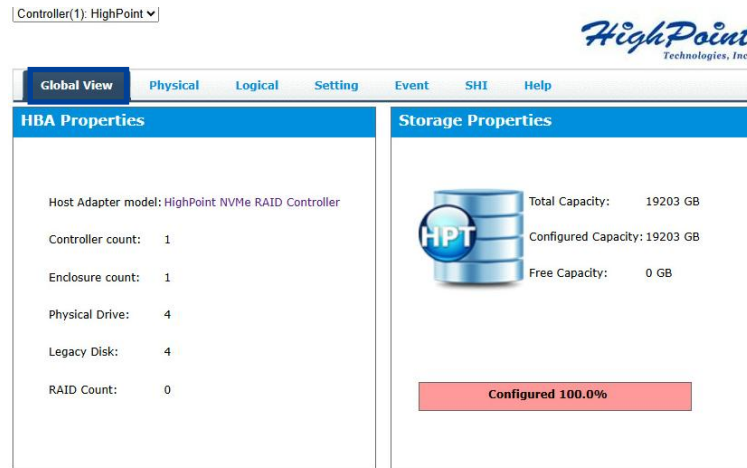 Controller(1): HighPoint
HighPoint
Technologies, Inc
Global View Physical Logical Setting Event SHI Help
HBA Properties
Host Adapter model: HighPoint NVMe RAID Controller
Controller count: 1
Enclosure count: 1
Physical Drive: 4
Legacy Disk: 4
RAID Count: 0
Storage Properties
HPT
Total Capacity: 19203 GB
Configured Capacity: 19203 GB
Free Capacity: 0 GB
Configured 100.0%